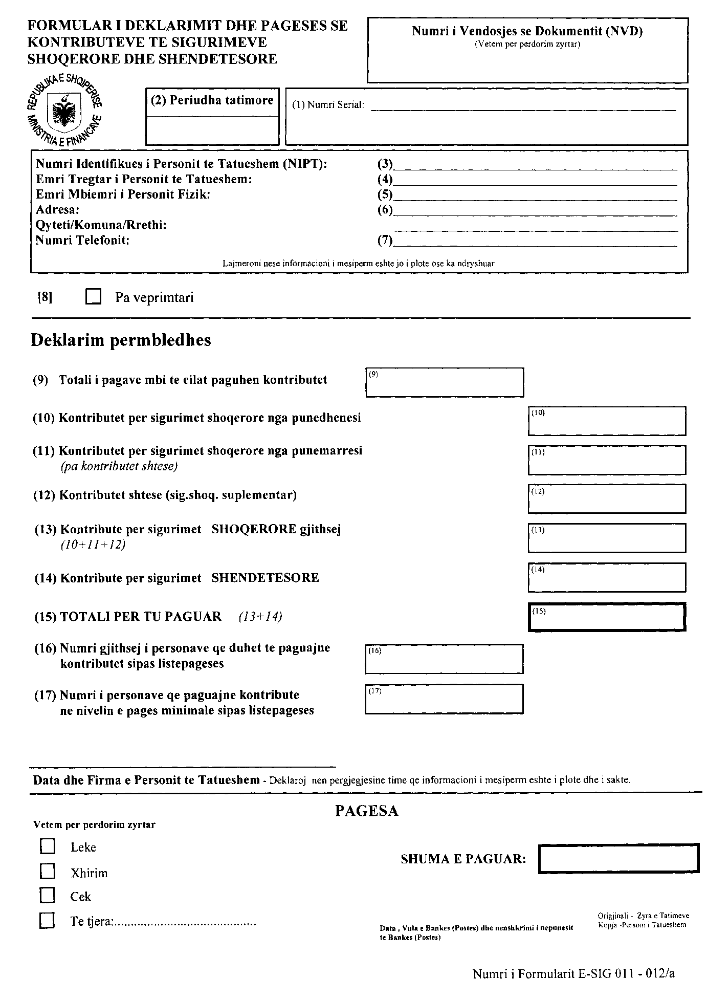 FORMULAR I DEKLARIMIT DHE PAGESES SE
KONTRIBUTEVE TE SIGURIMEVE
SHOQERORE DHE SHENDETESORE
Numri i Vendosjes se Dokumentit (NVD)
(Vetem per perdorim zyrtar)
REPUBLIKA E SHQIPERISE
MINISTRIA E FINANCAVE
(2) Periudha tatimore
(1) Numri Serial:
Numri Identifikues i Personit te Tatueshem (NIPT): (3)
Emri Tregtar i Personit te Tatueshem: (4)
Emri Mbiemri i Personit Fizik: (5)
Adresa: (6)
Qyteti/Komuna/Rrethi:
Numri Telefonit: (7)
Lajmeroni nese informacioni i mesiperm eshte jo i plote ose ka ndryshuar
[8] Pa veprimtari
Deklarim permbledhes
(9) Totali i pagave mbi te cilat paguhen kontributet (9)
(10) Kontributet per sigurimet shoqerore nga punedhenesi (10)
(11) Kontributet per sigurimet shoqerore nga punemarresi (11)
(pa kontributet shtese)
(12) Kontributet shtese (sig.shoq. suplementar) (12)
(13) Kontribute per sigurimet SHOQERORE gjithsej (13)
(10+11+12)
(14) Kontribute per sigurimet SHENDETESORE (14)
(15) TOTALI PER TU PAGUAR (13+14) (15)
(16) Numri gjithsej i personave qe duhet te paguajne (16)
kontributet sipas listepageses
(17) Numri i personave qe paguajne kontribute (17)
ne nivelin e pages minimale sipas listepageses
Data dhe Firma e Personit te Tatueshem - Deklaroj nen pergjegjesine time qe informacioni i mesiperm eshte i plote dhe i sakte.
PAGESA
Vetem per perdorim zyrtar
Leke
SHUMA E PAGUAR:
Xhirim
Cek
Te tjera:...........................................
Origjinali - Zyra e Tatimeve
Kopja -Personi i Tatueshem
Data , Vula e Bankes (Postes) dhe nenshkrimi i nepunesit
te Bankes (Postes)
Numri i Formularit E-SIG 011 - 012/a